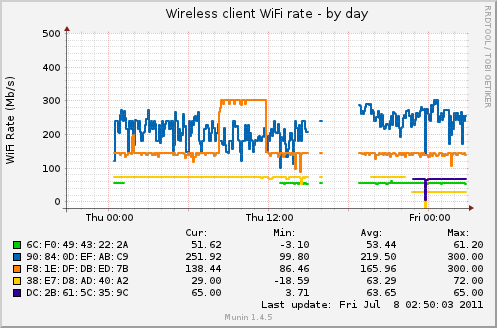 Wireless client WiFi rate - by day
RRDTOOL / TOBI OETIKER
WiFi Rate (Mb/s)
500
400
300
200
100
0
Thu 00:00 Thu 12:00 Fri 00:00
Cur: Min: Avg: Max:
6C:F0:49:43:22:2A 51.62 -3.10 53.44 61.20
90:84:0D:EF:AB:C9 251.92 99.80 219.50 300.00
F8:1E:DF:DB:ED:7B 138.44 86.46 165.96 300.00
38:E7:D8:AD:40:A2 29.00 -18.59 63.29 72.00
DC:2B:61:5C:35:9C 65.00 3.71 63.65 65.00
Last update: Fri Jul 8 02:50:03 2011
Munin 1.4.5